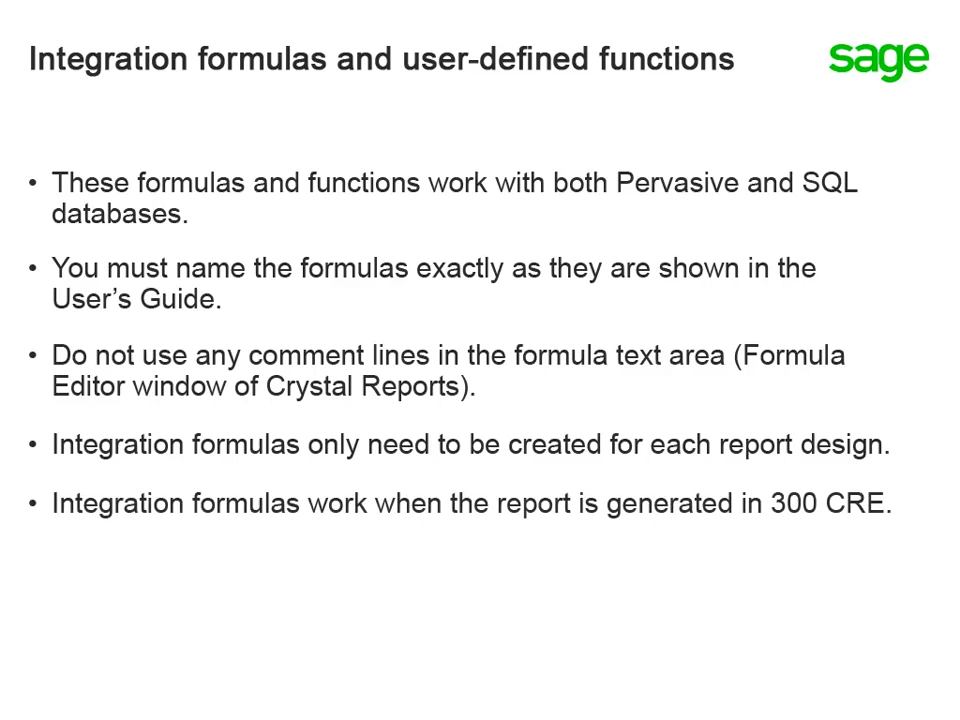 Integration formulas and user-defined functions
sage
• These formulas and functions work with both Pervasive and SQL
databases.
• You must name the formulas exactly as they are shown in the
User’s Guide.
• Do not use any comment lines in the formula text area (Formula
Editor window of Crystal Reports).
• Integration formulas only need to be created for each report design.
• Integration formulas work when the report is generated in 300 CRE.